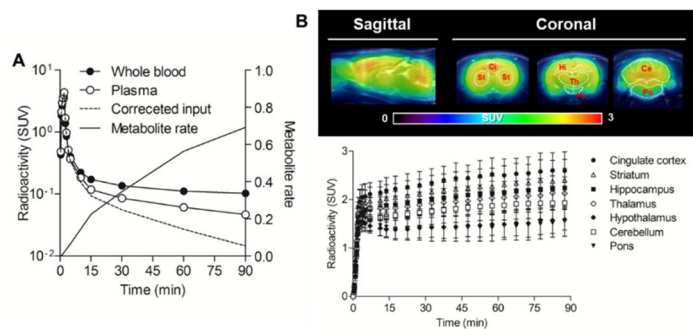 A
Whole blood
Plasma
Correceted input
Metabolite rate
Radioactivity (SUV)
10¹
10⁰
10⁻¹
10⁻²
1.0
0.8
0.6
0.4
0.2
0.0
Metabolite rate
0 15 30 45 60 75 90
Time (min)
B
Sagittal
Coronal
Ci
St St
Hi
Th
Ce
Po
0 SUV 3
Radioactivity (SUV)
3
2
1
0
0 15 30 45 60 75 90
Time (min)
Cingulate cortex
Striatum
Hippocampus
Thalamus
Hypothalamus
Cerebellum
Pons